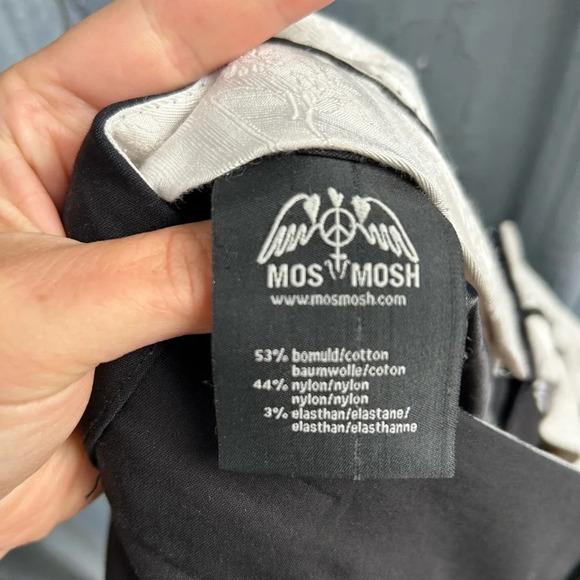 MOS MOSH
www.mosmosh.com
53% bomuld/cotton
baumwolle/coton
44% nylon/nylon
nylon/nylon
3% elasthan/elastane/
elasthan/elasthanne